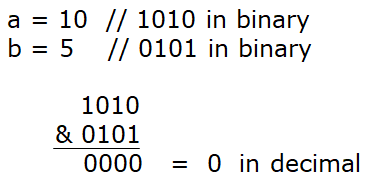 a = 10 // 1010 in binary
b = 5 // 0101 in binary
1010
& 0101
0000 = 0 in decimal